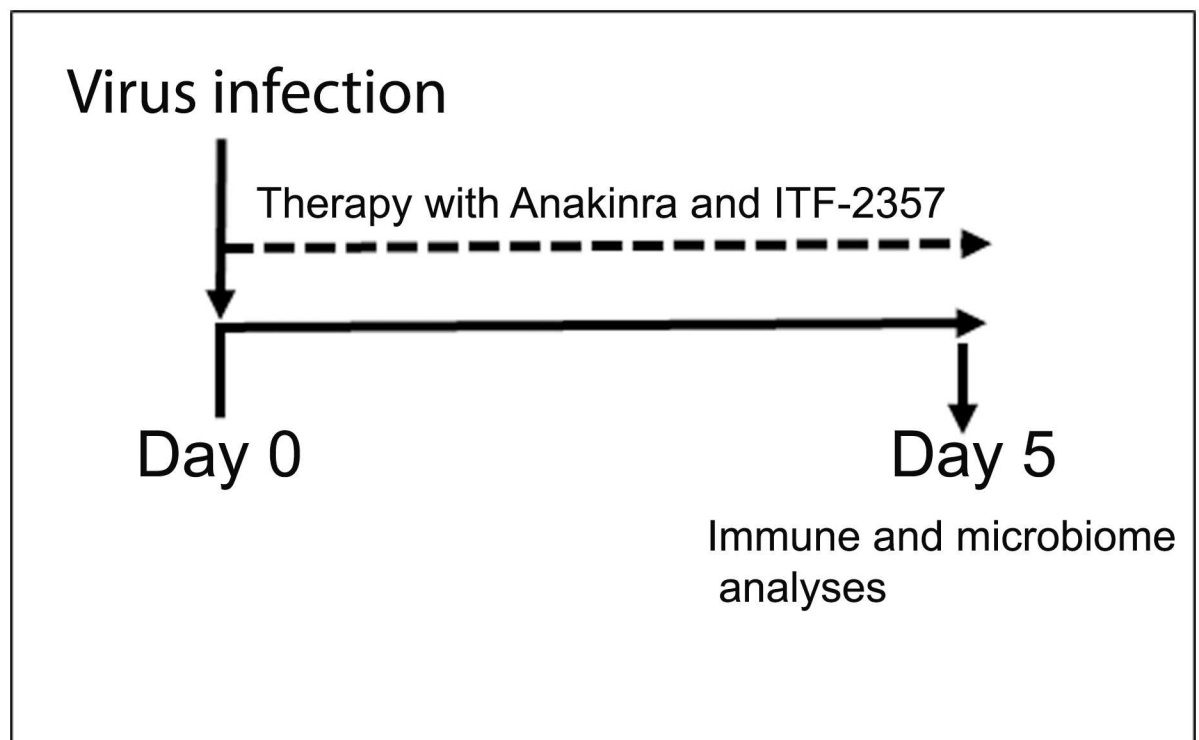 Virus infection
Therapy with Anakinra and ITF-2357
Day 0
Day 5
Immune and microbiome
analyses